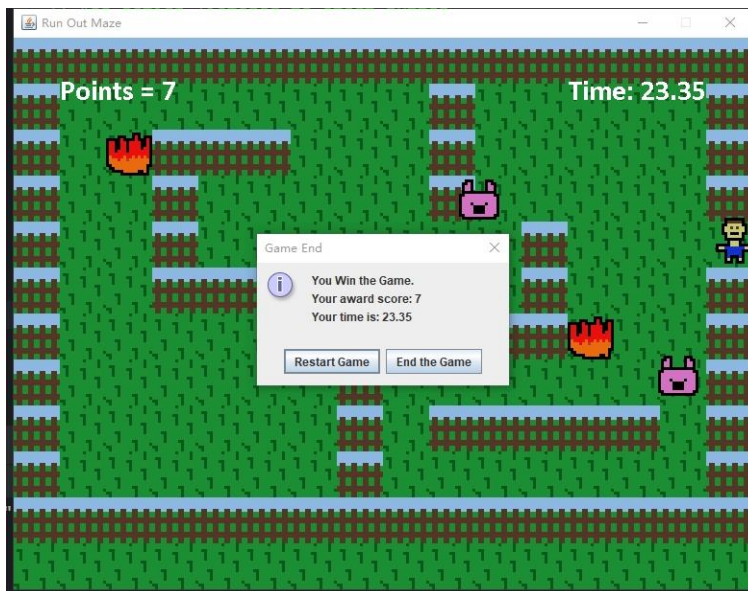 Run Out Maze
Points = 7
Time: 23.35
Game End
You Win the Game.
Your award score: 7
Your time is: 23.35
Restart Game
End the Game